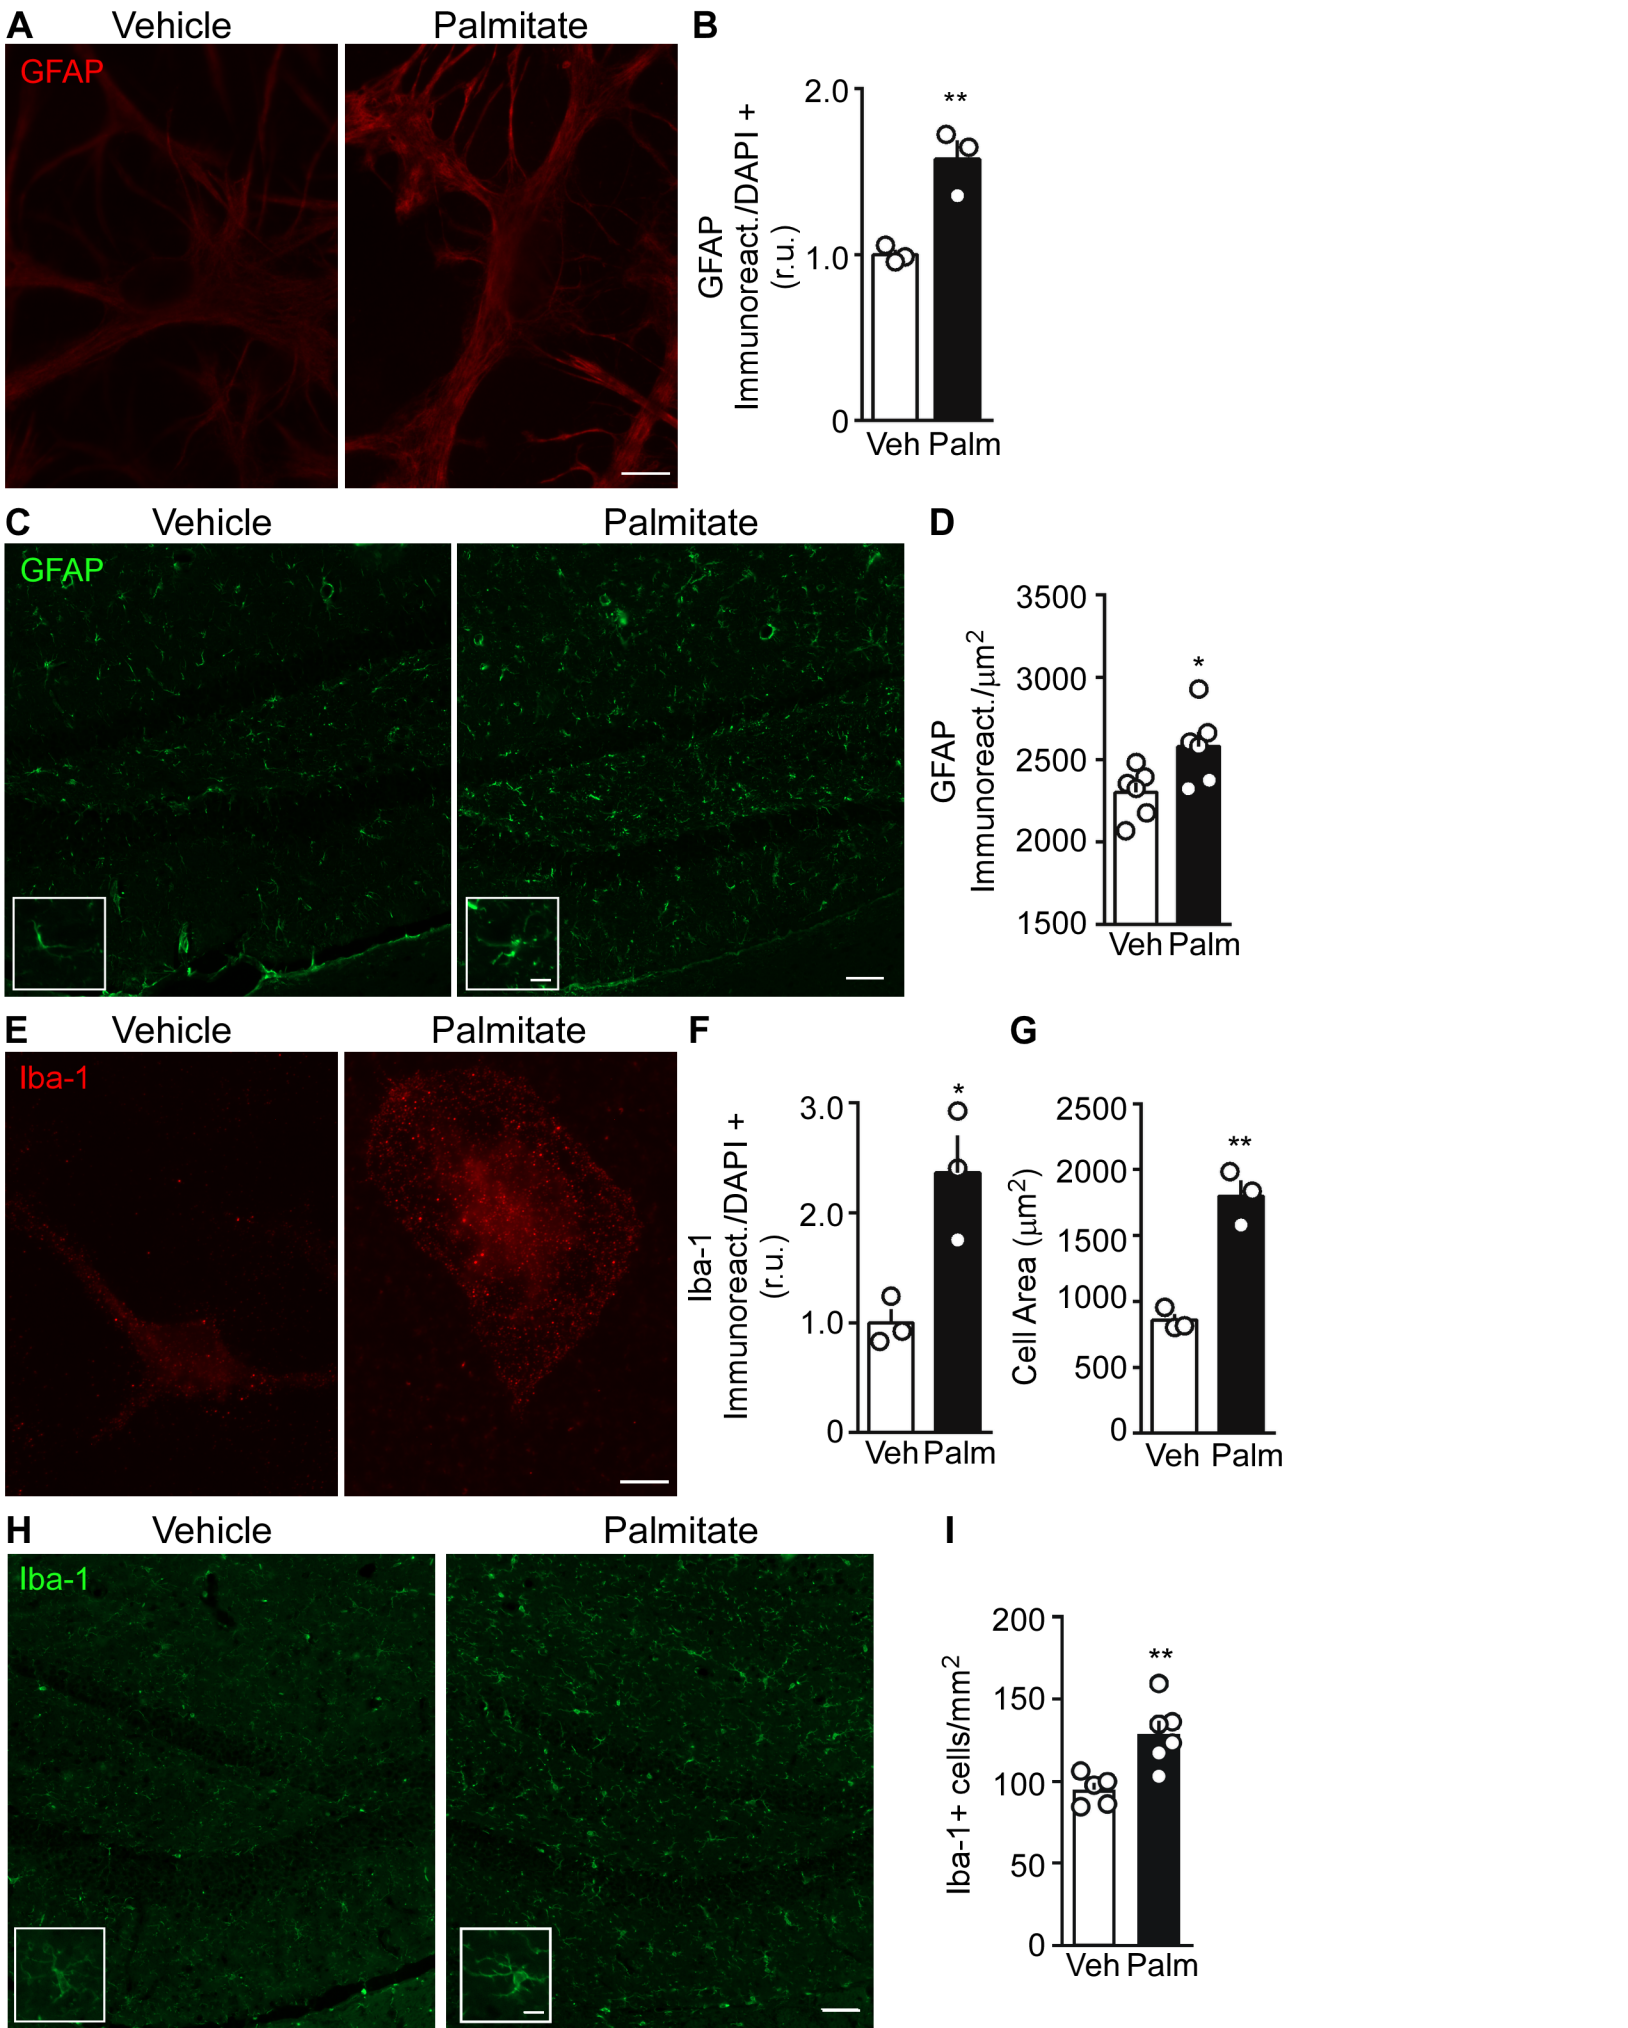 A Vehicle Palmitate B
GFAP
GFAP
Immunoreact./DAPI +
(r.u.)
2.0
1.0
0
**
Veh Palm
C Vehicle Palmitate D
GFAP
GFAP
Immunoreact./μm²
3500
3000
2500
2000
1500
*
Veh Palm
E Vehicle Palmitate F G
Iba-1
Iba-1
Immunoreact./DAPI +
(r.u.)
3.0
2.0
1.0
0
*
Veh Palm
Cell Area (μm²)
2500
2000
1500
1000
500
0
**
Veh Palm
H Vehicle Palmitate I
Iba-1
Iba-1+ cells/mm²
200
150
100
50
0
**
Veh Palm